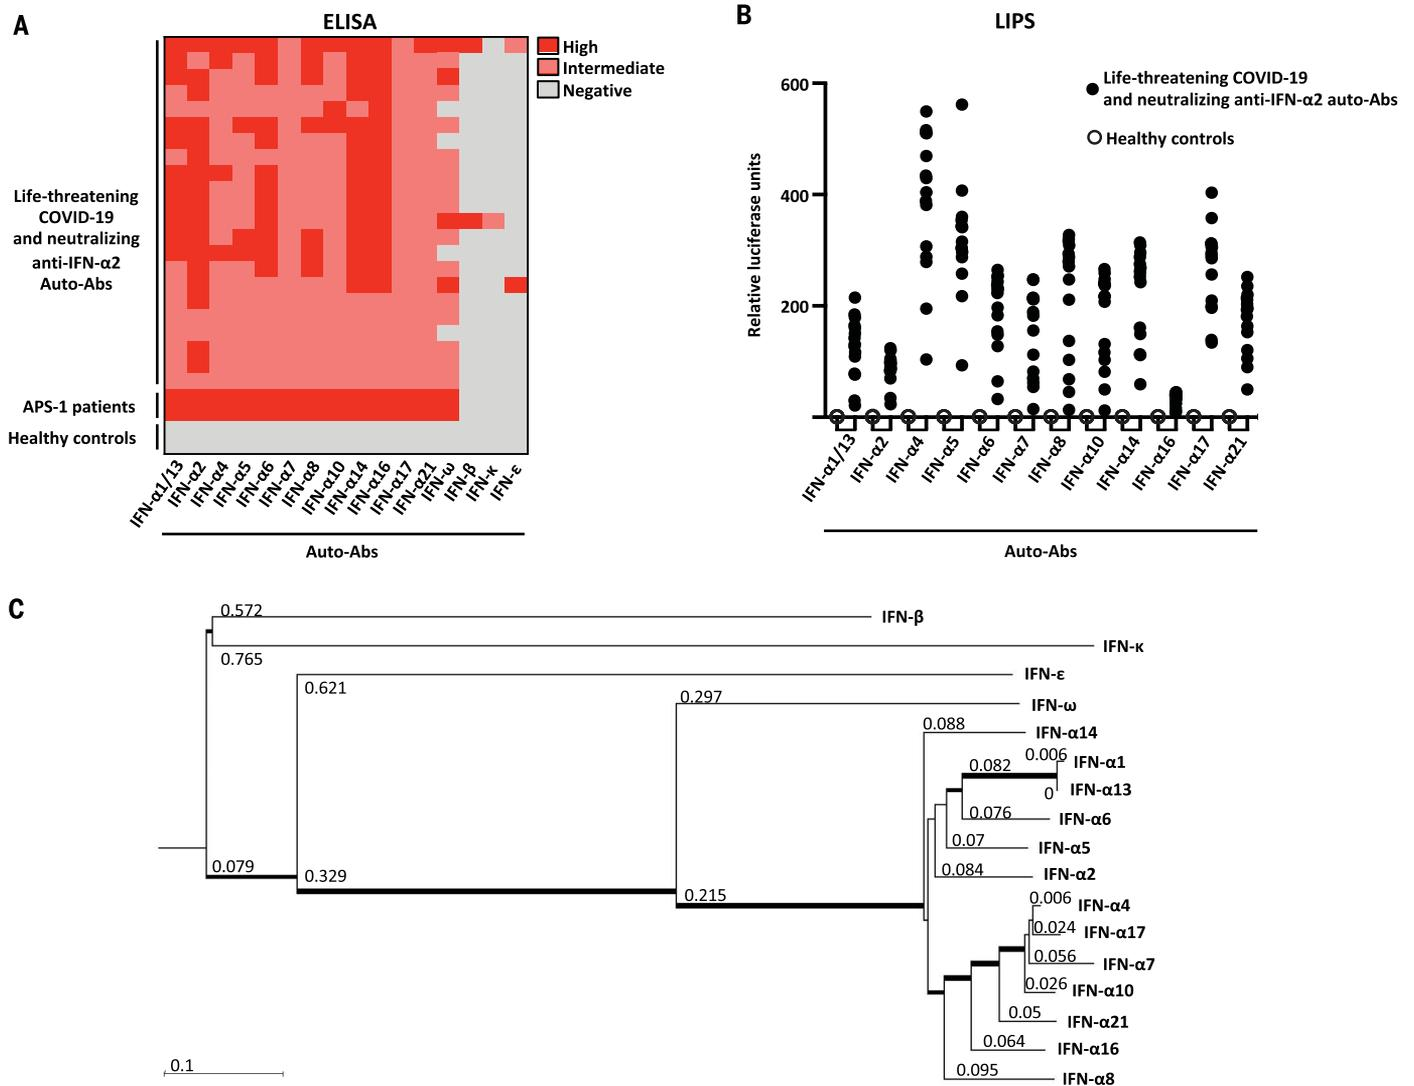 A
ELISA
High
Intermediate
Negative
Life-threatening
COVID-19
and neutralizing
anti-IFN-α2
Auto-Abs
APS-1 patients
Healthy controls
IFN-α1/13
IFN-α2
IFN-α4
IFN-α5
IFN-α6
IFN-α7
IFN-α8
IFN-α10
IFN-α14
IFN-α16
IFN-α17
IFN-α21
IFN-ω
IFN-β
IFN-κ
IFN-ε
Auto-Abs
B
LIPS
Life-threatening COVID-19
and neutralizing anti-IFN-α2 auto-Abs
Healthy controls
Relative luciferase units
600
400
200
IFN-α1/13
IFN-α2
IFN-α4
IFN-α5
IFN-α6
IFN-α7
IFN-α8
IFN-α10
IFN-α14
IFN-α16
IFN-α17
IFN-α21
Auto-Abs
C
0.572 IFN-β
IFN-κ
0.765
0.621 IFN-ε
0.297 IFN-ω
0.088 IFN-α14
0.006 IFN-α1
0.082
0 IFN-α13
0.076 IFN-α6
0.07 IFN-α5
0.079 0.329 0.084 IFN-α2
0.215 0.006 IFN-α4
0.024 IFN-α17
0.056 IFN-α7
0.026 IFN-α10
0.05 IFN-α21
0.064 IFN-α16
0.1
0.095 IFN-α8